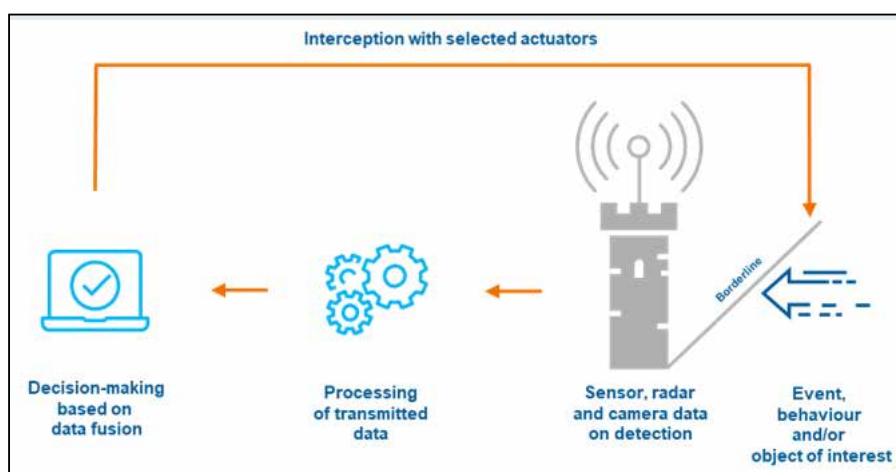 Interception with selected actuators
Borderline
Decision-making
based on
data fusion
Processing
of transmitted
data
Sensor, radar
and camera data
on detection
Event,
behaviour
and/or
object of interest